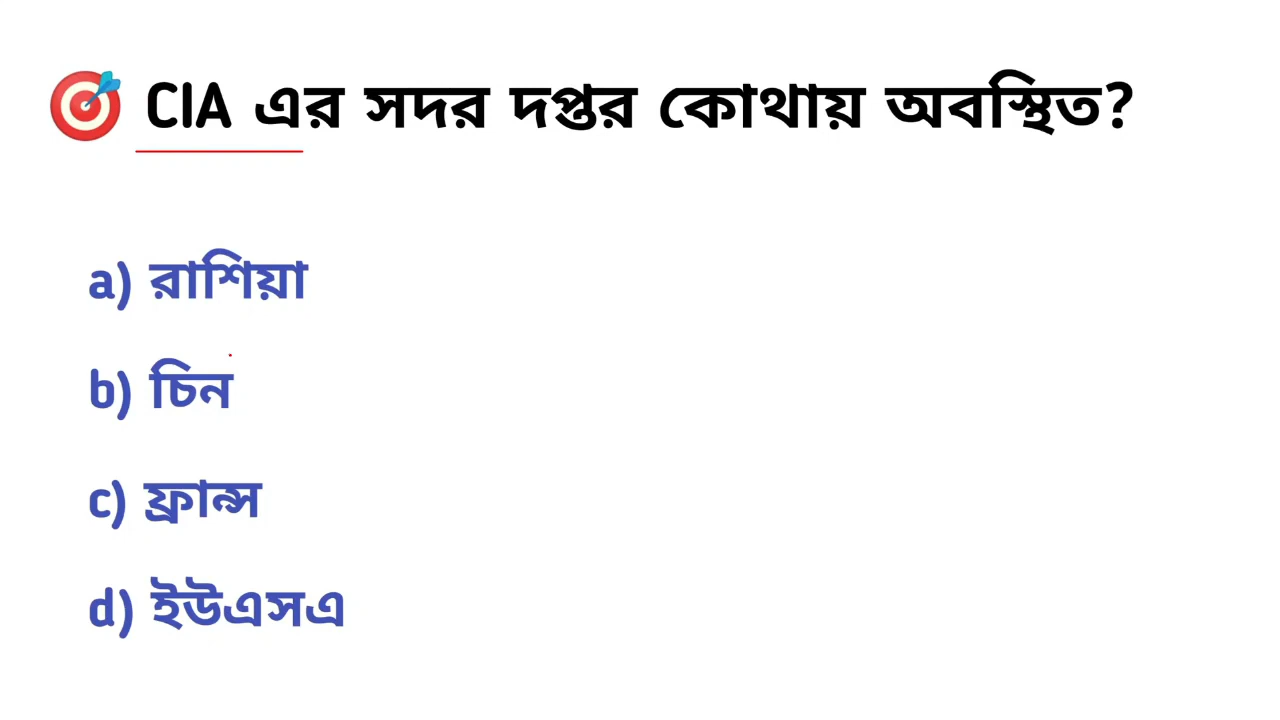 CIA এর সদর দপ্তর কোথায় অবস্থিত?
a) রাশিয়া
b) চিন
c) ফ্রান্স
d) ইউএসএ